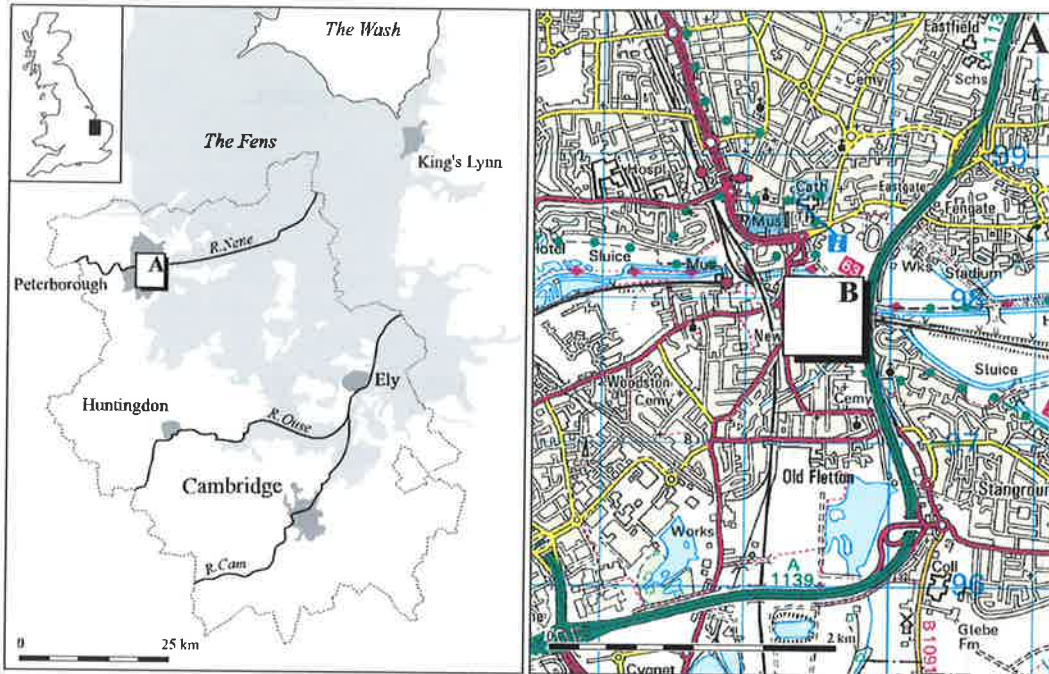 The Wash
The Fens
King's Lynn
R.Nene
A
Peterborough
Ely
Huntingdon
R.Ouse
Cambridge
R.Cam
0
25 km
Eastfield
A
Cemy
Schs
99
Hospl
Cath
Eastgate
Mus
Fengate
Sluice
Mus
Wks
Stadium
98
B
New
Sluice
Woodston
Cemy
Cemy
97
Old Fletton
Stanground
Works
A
1139
Coll
96
B 1091
Glebe
Fm
0
2 km
Cygnet